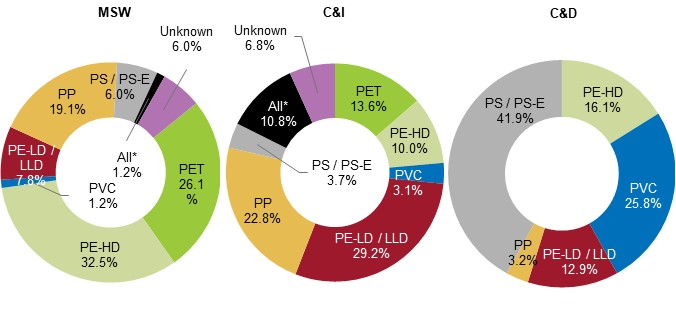 MSW
Unknown
6.0%
PS / PS-E
6.0%
PP
19.1%
PE-LD /
LLD
7.8%
All*
1.2%
PVC
1.2%
PET
26.1
%
PE-HD
32.5%
C&I
Unknown
6.8%
PET
13.6%
All*
10.8%
PE-HD
10.0%
PS / PS-E
3.7%
PVC
3.1%
PP
22.8%
PE-LD / LLD
29.2%
C&D
PE-HD
16.1%
PS / PS-E
41.9%
PVC
25.8%
PP
3.2%
PE-LD / LLD
12.9%